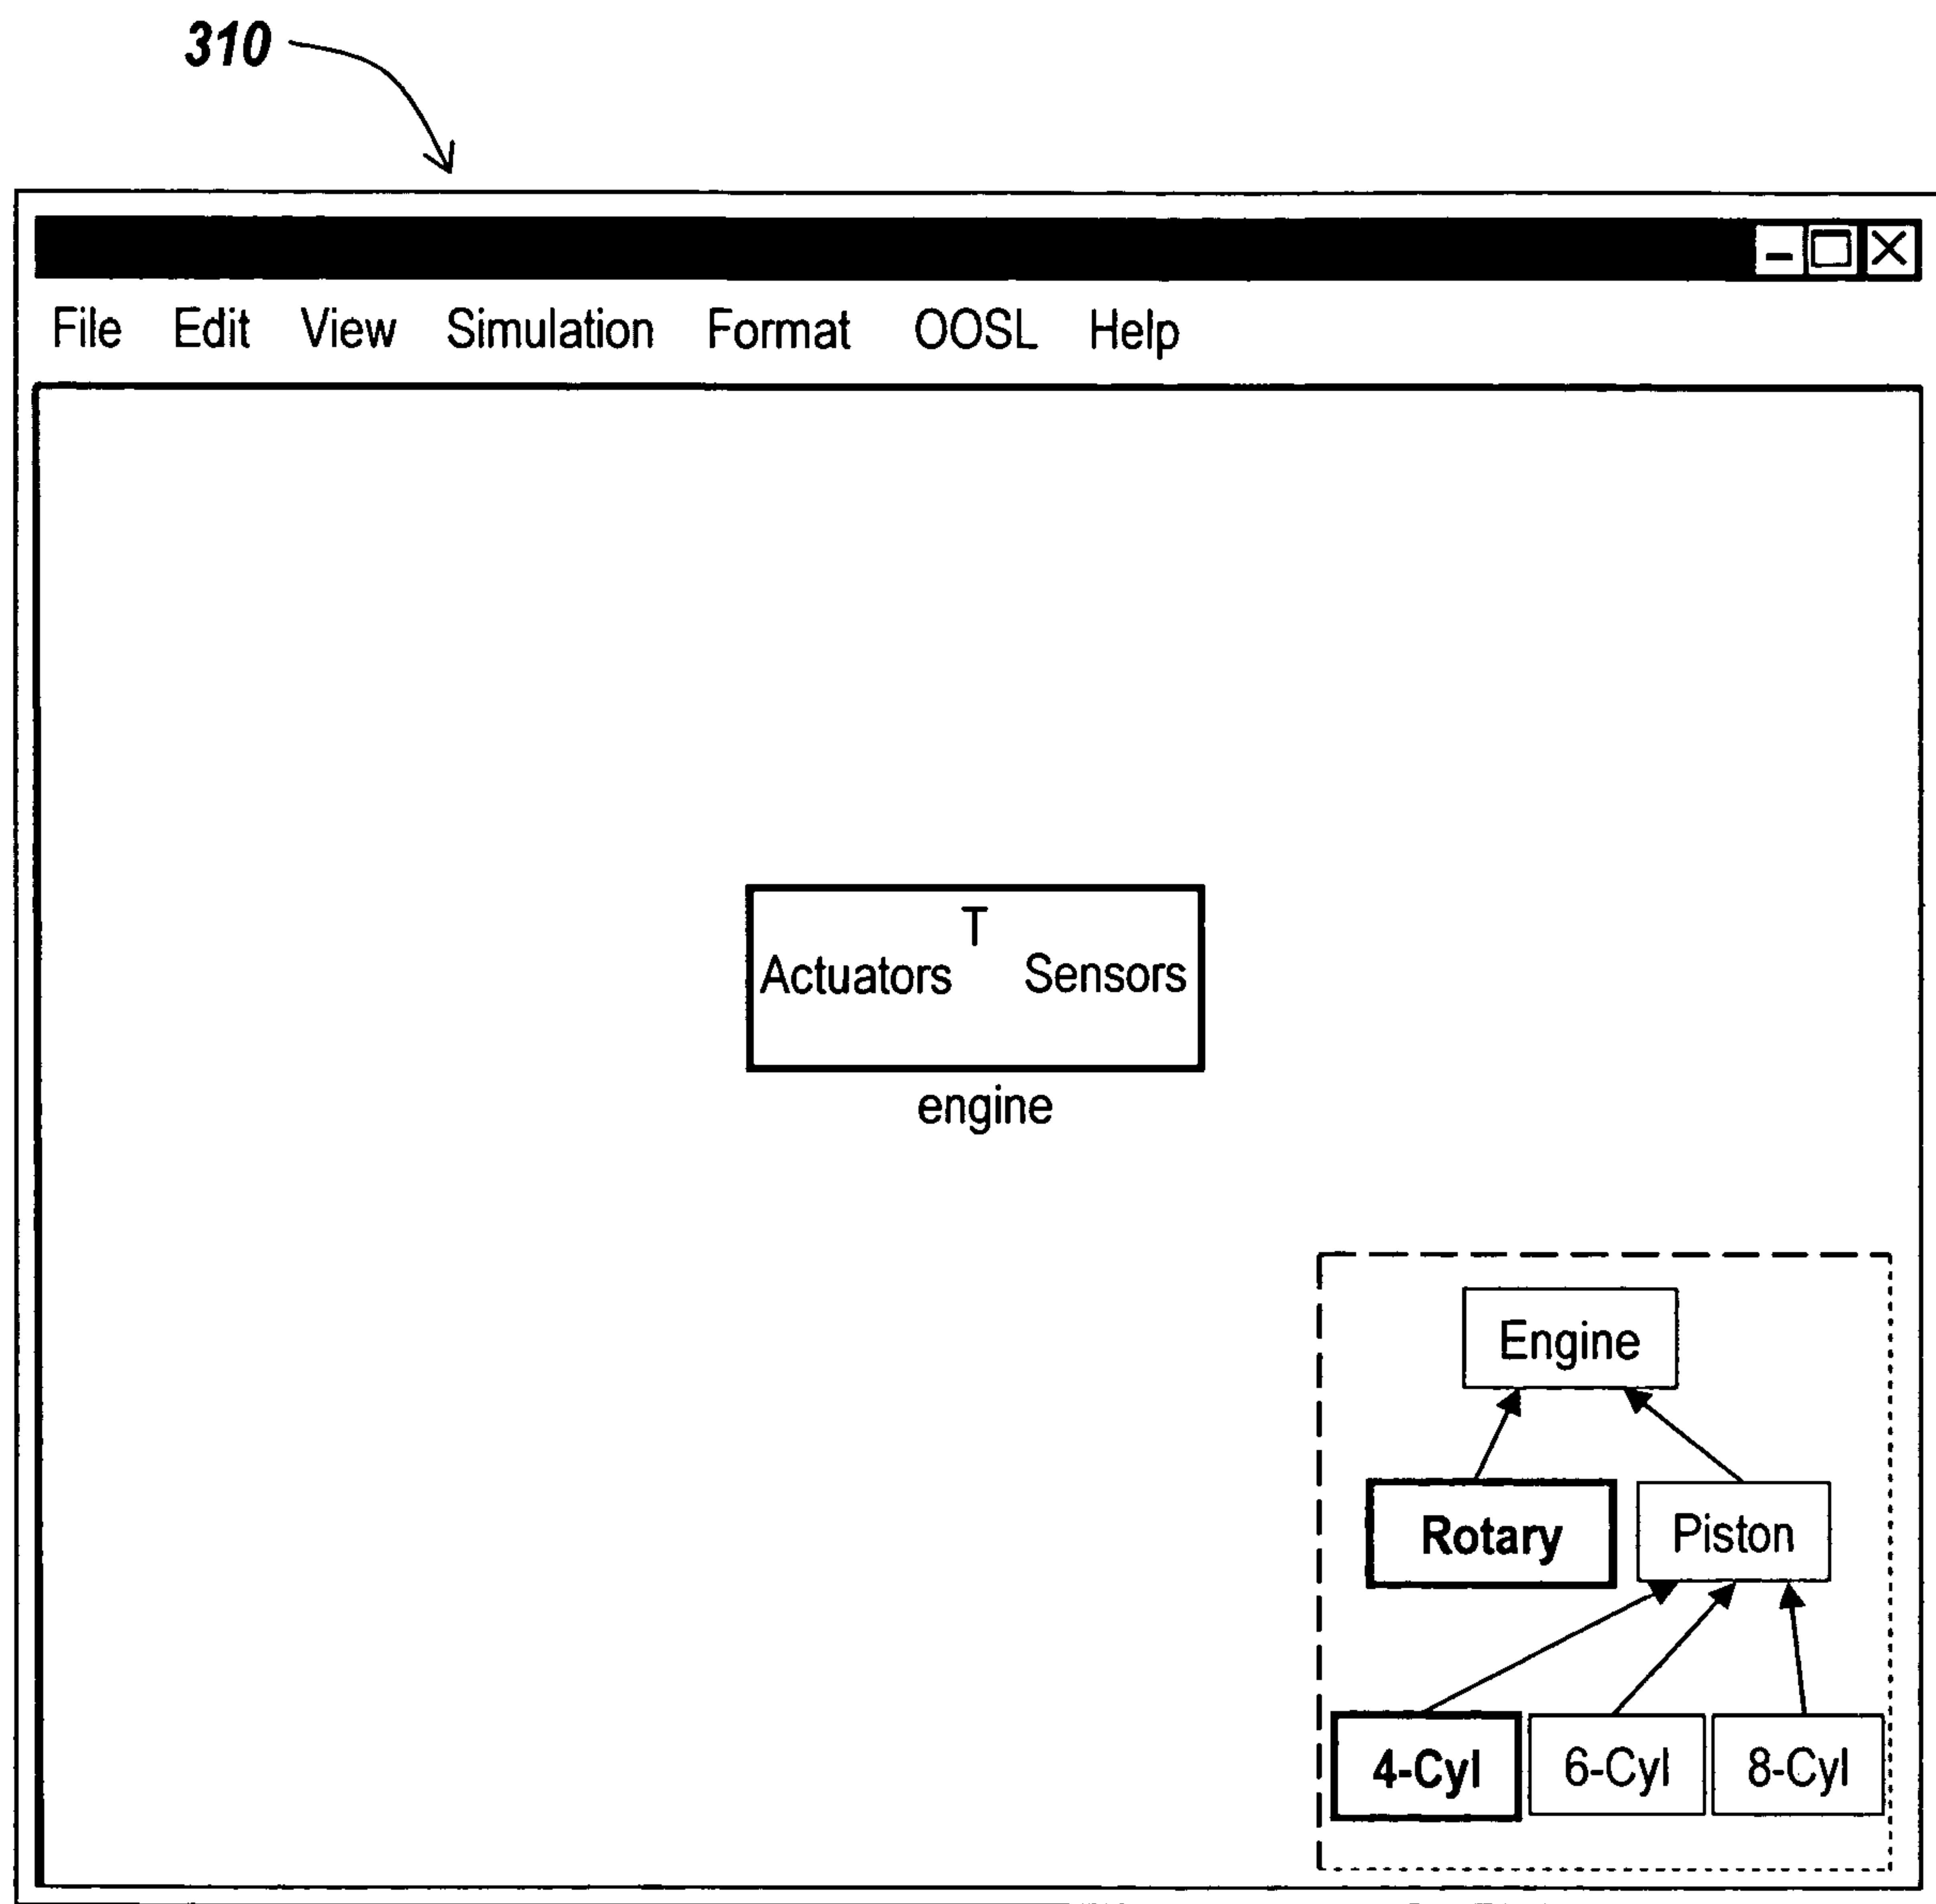 310
File Edit View Simulation Format OOSL Help
T
Actuators Sensors
engine
Engine
Rotary Piston
4-Cyl 6-Cyl 8-Cyl